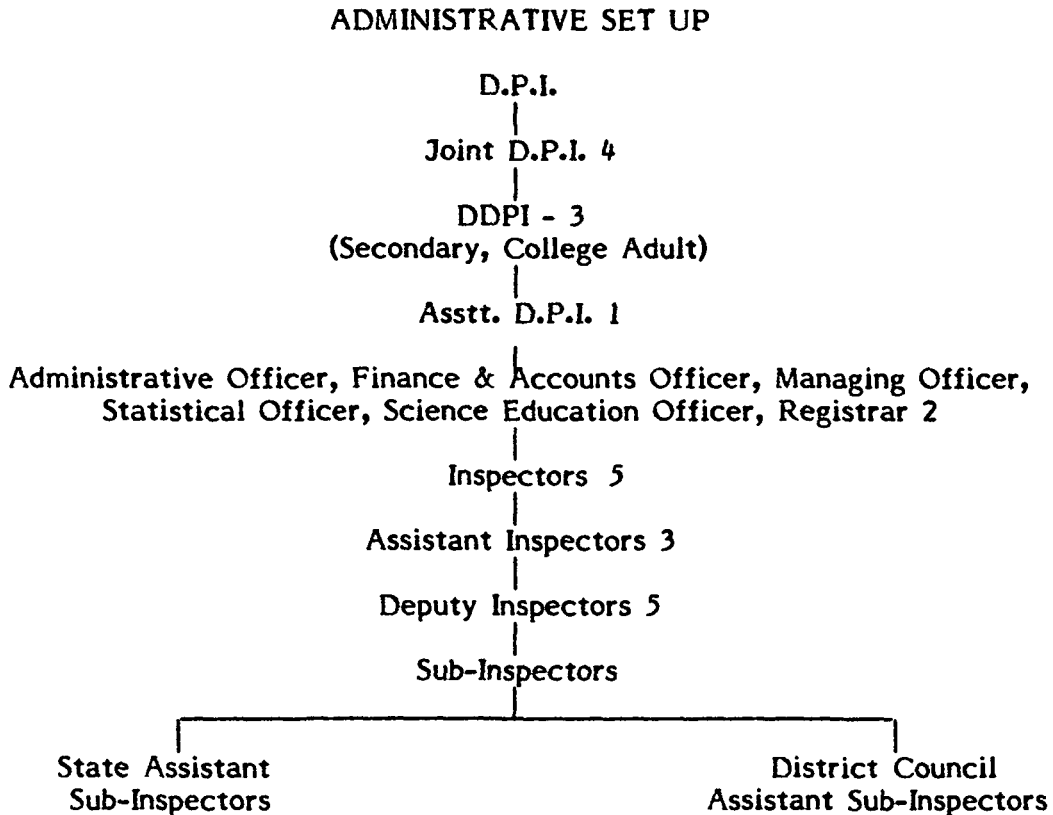 ADMINISTRATIVE SET UP
D.P.I.
Joint D.P.I. 4
DDPI - 3
(Secondary, College Adult)
Asstt. D.P.I. 1
Administrative Officer, Finance & Accounts Officer, Managing Officer,
Statistical Officer, Science Education Officer, Registrar 2
Inspectors 5
Assistant Inspectors 3
Deputy Inspectors 5
Sub-Inspectors
State Assistant
Sub-Inspectors
District Council
Assistant Sub-Inspectors